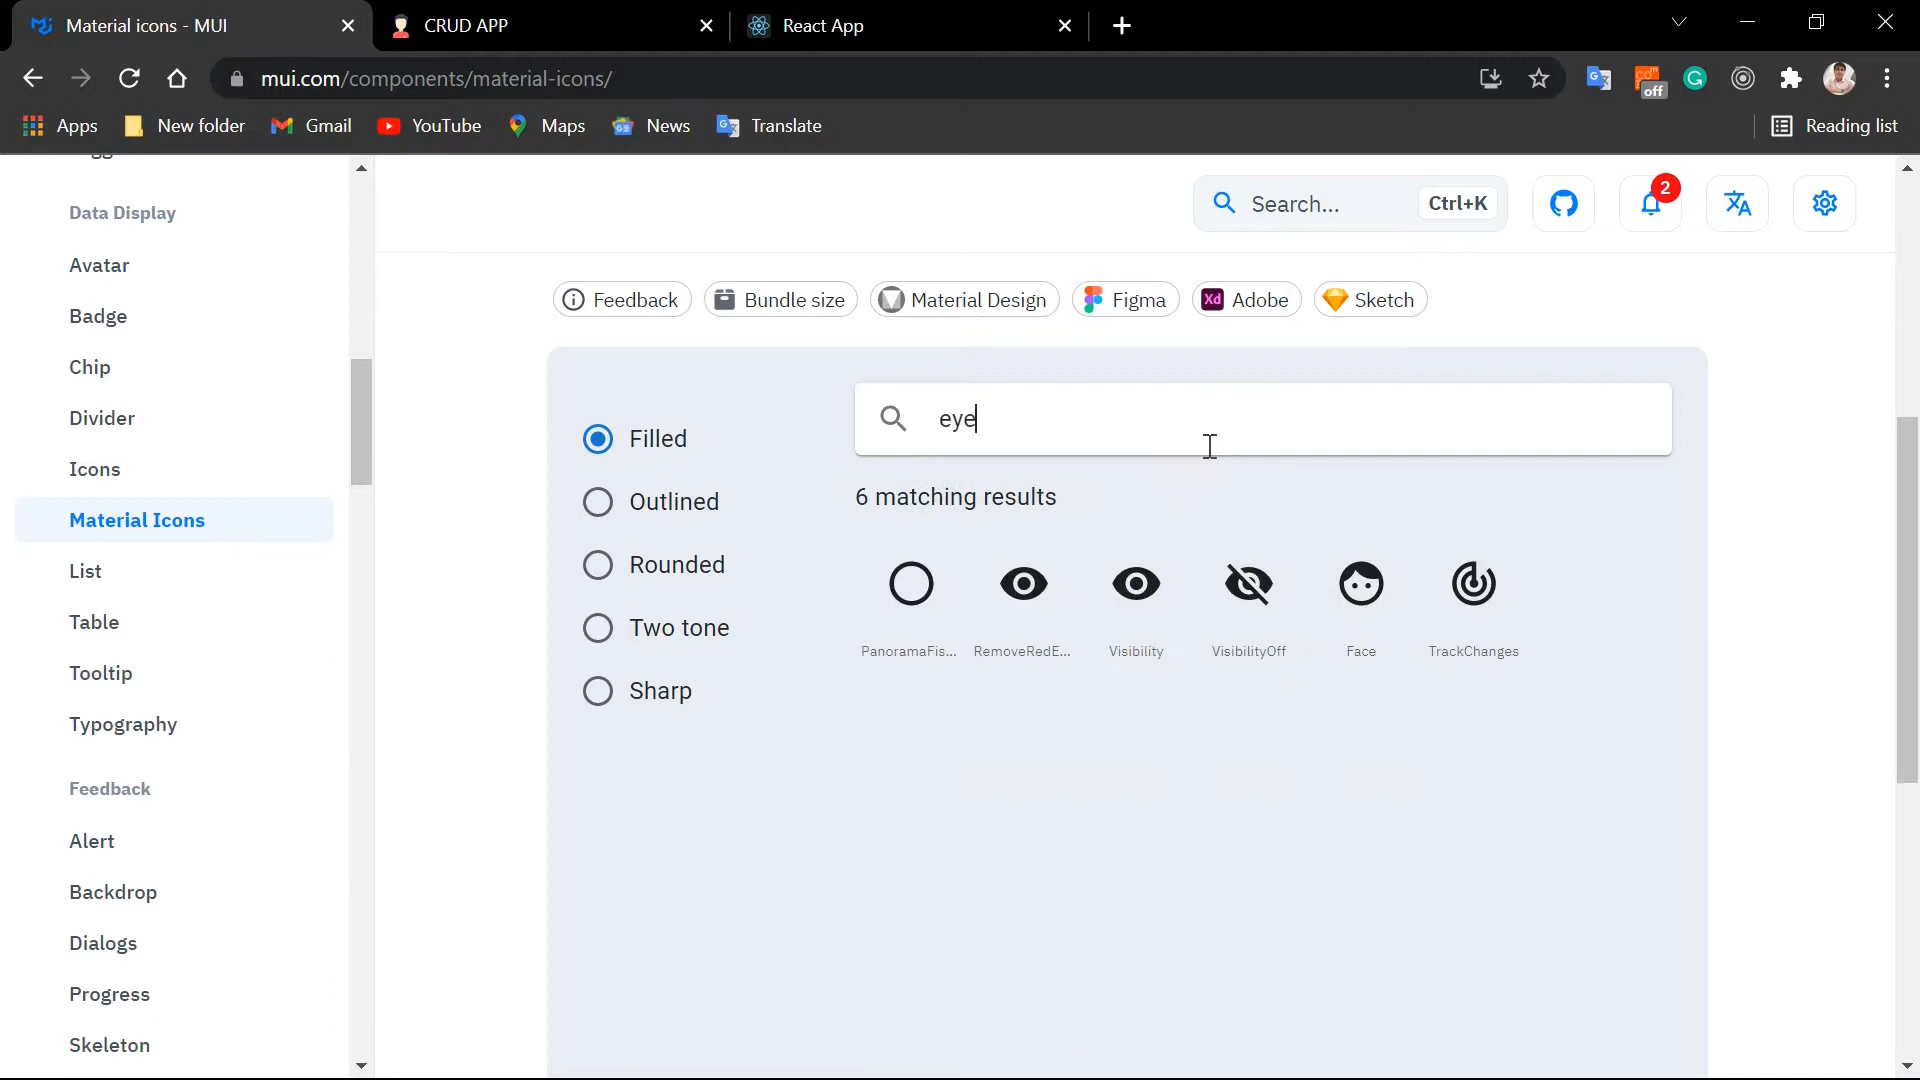 Material icons - MUI
CRUD APP
React App
mui.com/components/material-icons/
off
Apps
New folder
Gmail
YouTube
Maps
News
Translate
Reading list
Data Display
Avatar
Badge
Chip
Divider
Icons
Material Icons
List
Table
Tooltip
Typography
Feedback
Alert
Backdrop
Dialogs
Progress
Skeleton
Search...
Ctrl+K
2
Feedback
Bundle size
Material Design
Figma
Xd Adobe
Sketch
Filled
Outlined
Rounded
Two tone
Sharp
eye
6 matching results
PanoramaFis...
RemoveRedE...
Visibility
VisibilityOff
Face
TrackChanges